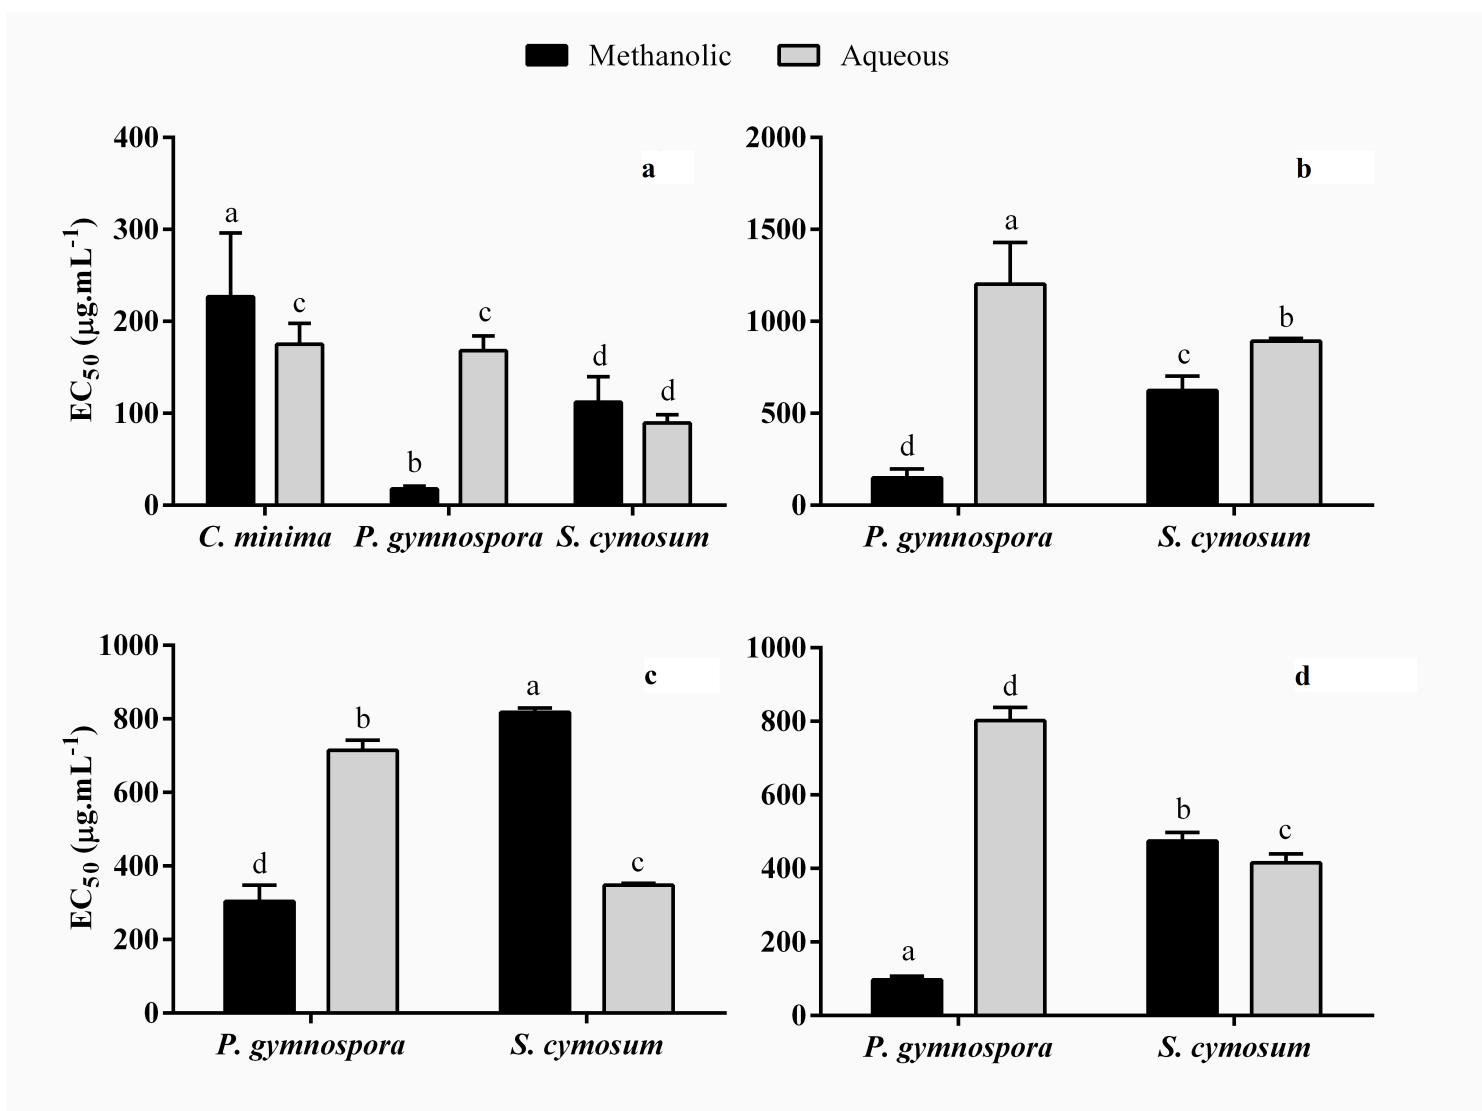 Methanolic Aqueous
400
300
200
100
0
EC50 (µg.mL-1)
a
a
c
b
c
d
d
C. minima P. gymnospora S. cymosum
2000
1500
1000
500
0
b
d
a
c
b
P. gymnospora S. cymosum
1000
800
600
400
200
0
EC50 (µg.mL-1)
c
d
b
a
c
P. gymnospora S. cymosum
1000
800
600
400
200
0
d
a
d
b
c
P. gymnospora S. cymosum